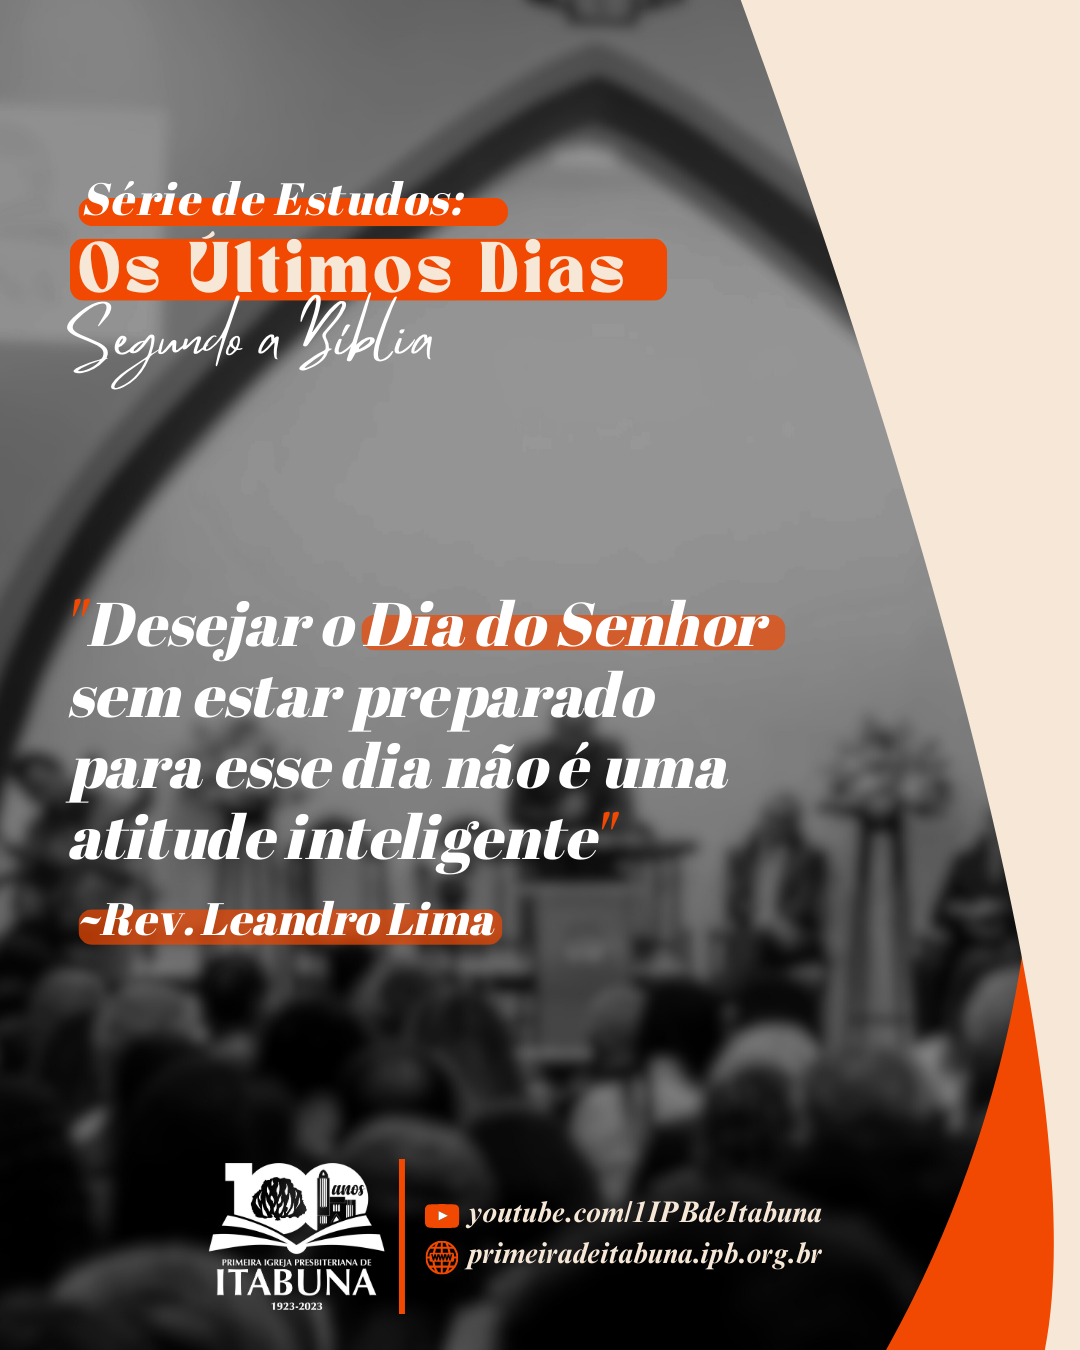 Série de Estudos:
Os Últimos Dias
Segundo a Bíblia
"Desejar o Dia do Senhor
sem estar preparado
para esse dia não é uma
atitude inteligente"
~Rev. Leandro Lima
100 anos
PRIMEIRA IGREJA PRESBITERIANA DE
ITABUNA
1923-2023
youtube.com/1IPBdeItabuna
www primeiradeitabuna.ipb.org.br